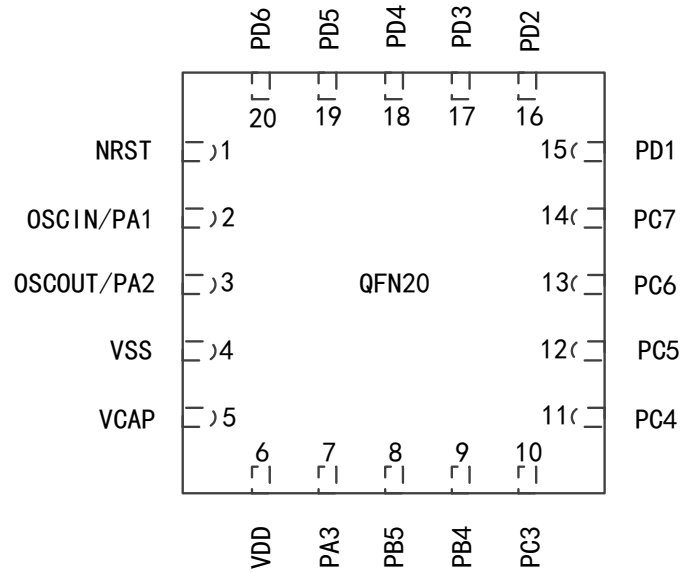 PD6 PD5 PD4 PD3 PD2
20 19 18 17 16
NRST 1 15 PD1
OSCIN/PA1 2 14 PC7
OSCOUT/PA2 3 QFN20 13 PC6
VSS 4 12 PC5
VCAP 5 11 PC4
6 7 8 9 10
VDD PA3 PB5 PB4 PC3